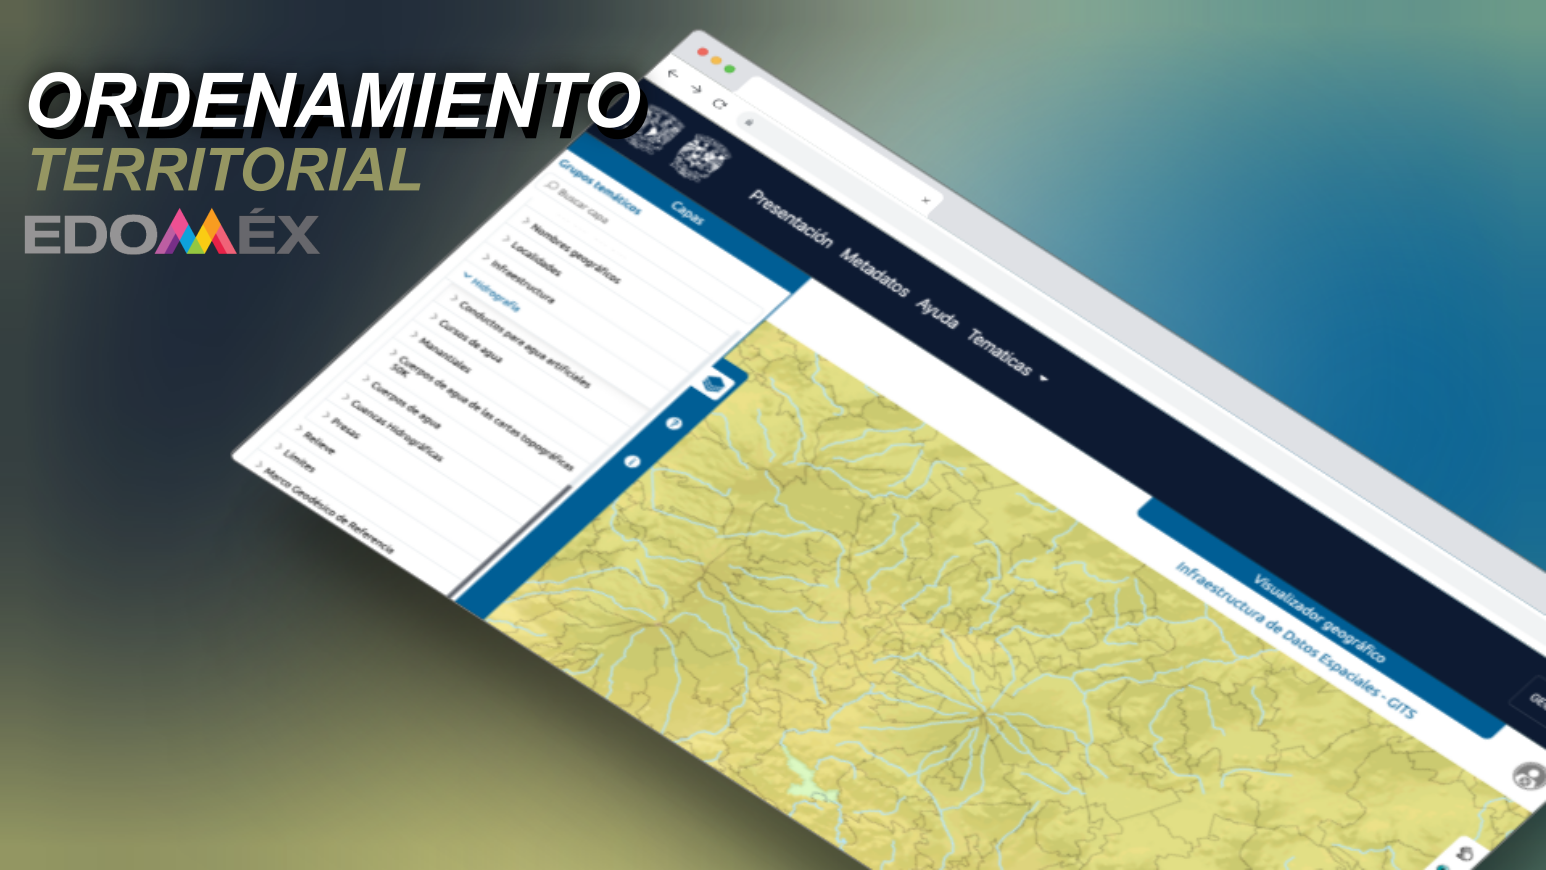 ORDENAMIENTO
TERRITORIAL
EDOMÉX
Presentación Metadatos Ayuda Tematicas
Grupos temáticos
Capas
Buscar capa
Nombres geográficos
Localidades
Infraestructura
Hidrografía
Conductos para agua artificiales
Cursos de agua
Manantiales
Cuerpos de agua de las cartas topográficas
50K
Cuerpos de agua
Cuencas Hidrográficas
Presas
Relieve
Límites
Marco Geodésico de Referencia
Visualizador geográfico
Infraestructura de Datos Espaciales - GITS